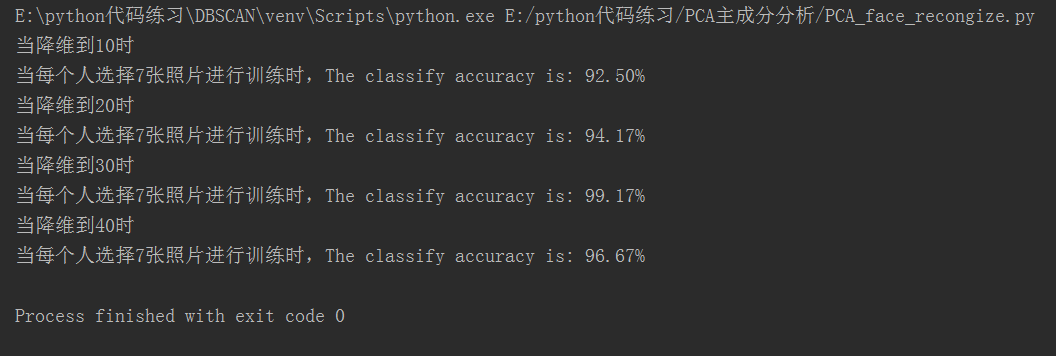 E:\python代码练习\DBSCAN\venv\Scripts\python.exe E:/python代码练习/PCA主成分分析/PCA_face_recongize.py
当降维到10时
当每个人选择7张照片进行训练时，The classify accuracy is: 92.50%
当降维到20时
当每个人选择7张照片进行训练时，The classify accuracy is: 94.17%
当降维到30时
当每个人选择7张照片进行训练时，The classify accuracy is: 99.17%
当降维到40时
当每个人选择7张照片进行训练时，The classify accuracy is: 96.67%
Process finished with exit code 0